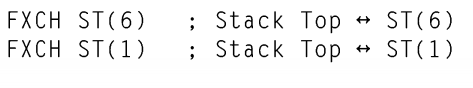 FXCH ST(6)   ; Stack Top ↔ ST(6)
FXCH ST(1)   ; Stack Top ↔ ST(1)